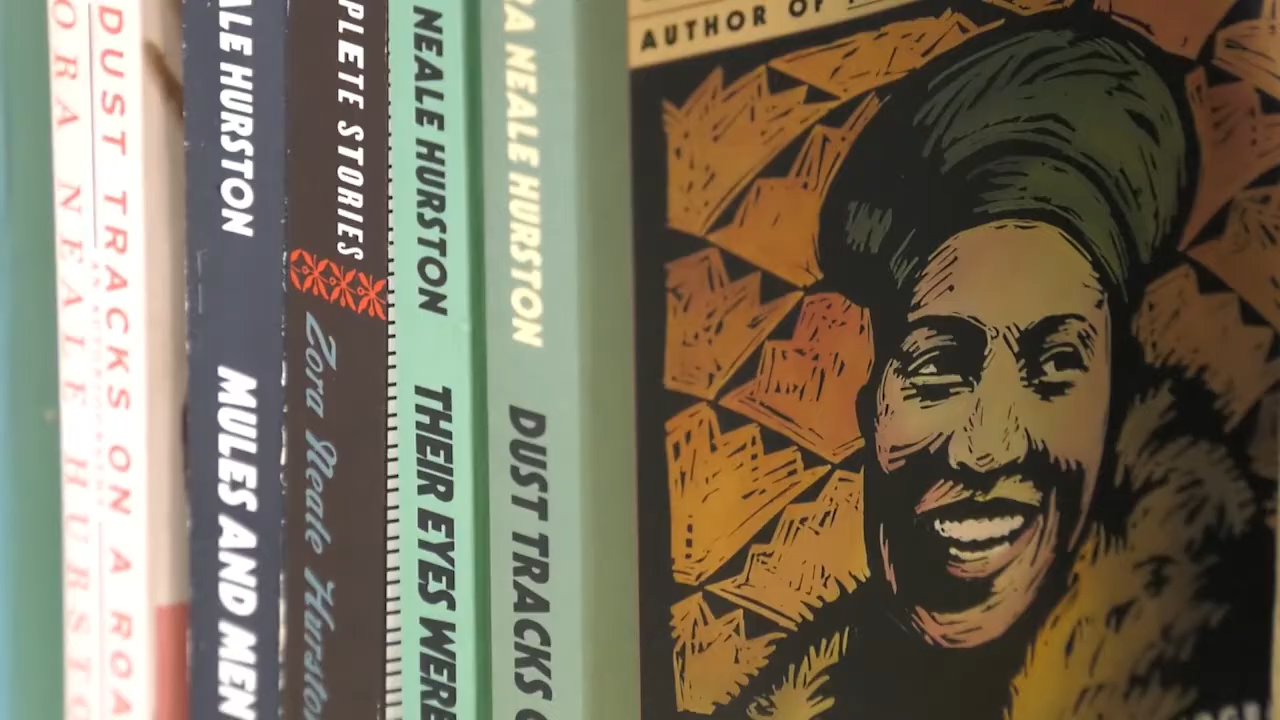 DUST TRACKS ON A ROA
ORA NEALE HURSTO
ALE HURSTON MULES AND MEN
PLETE STORIES Zora Neale Hurston
NEALE HURSTON THEIR EYES WERE
RA NEALE HURSTON DUST TRACKS O
AUTHOR OF